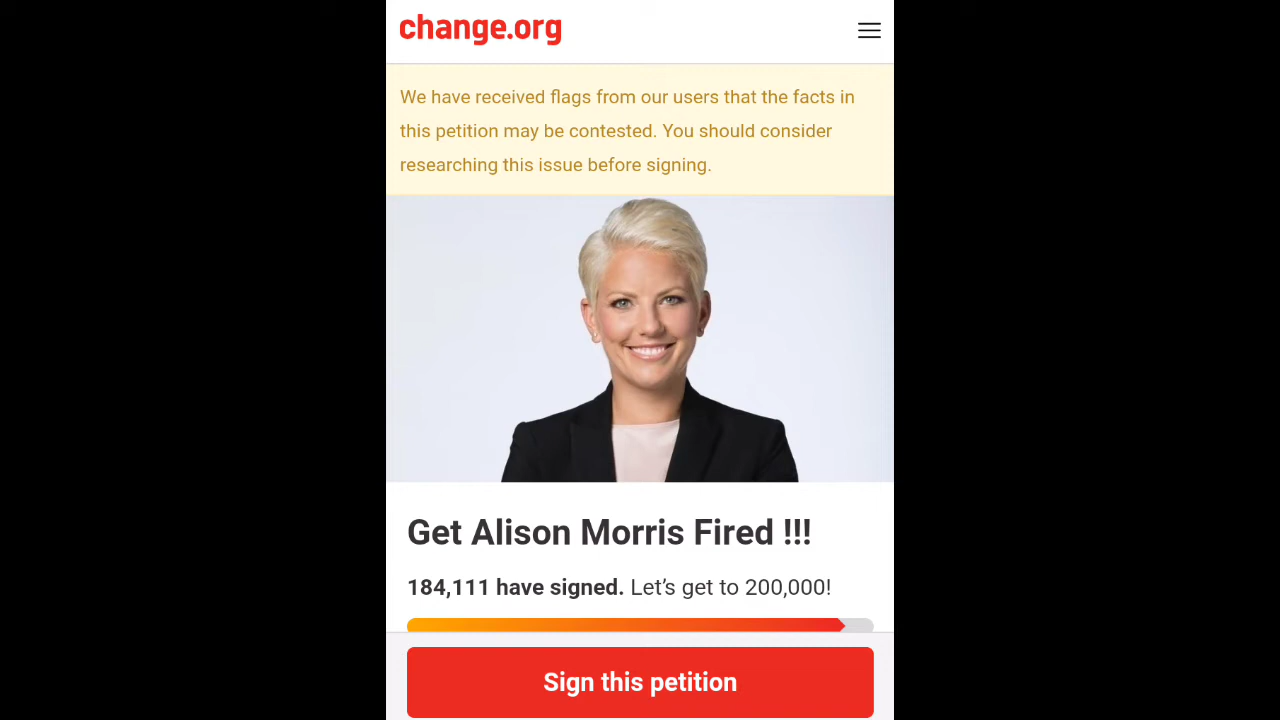 change.org
We have received flags from our users that the facts in
this petition may be contested. You should consider
researching this issue before signing.
Get Alison Morris Fired !!!
184,111 have signed. Let’s get to 200,000!
Sign this petition